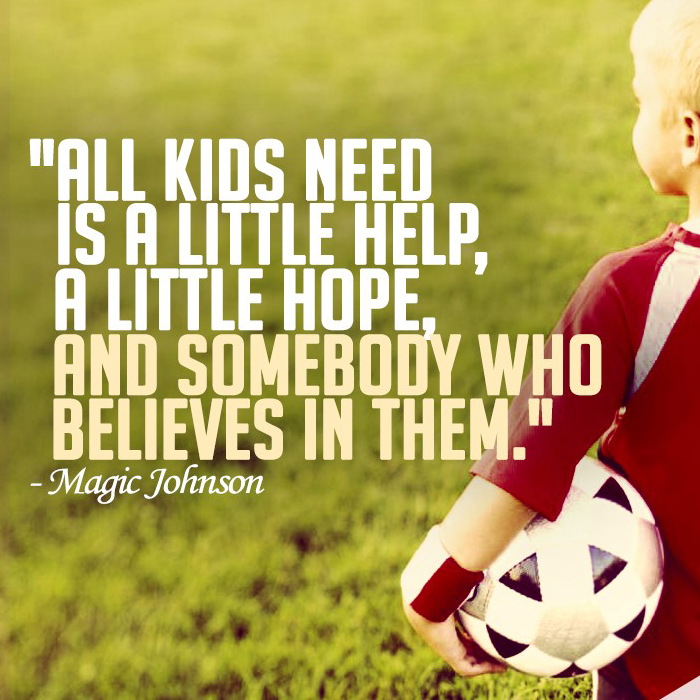 "ALL KIDS NEED
IS A LITTLE HELP,
A LITTLE HOPE,
AND SOMEBODY WHO
BELIEVES IN THEM."
- Magic Johnson